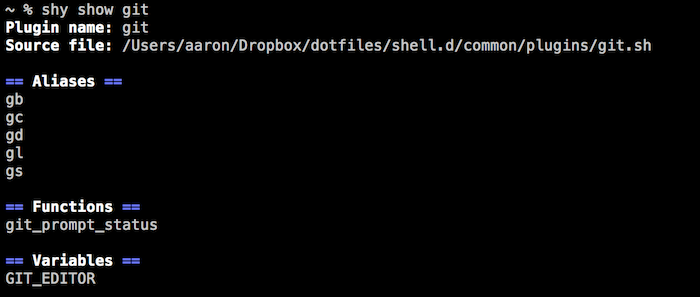 ~ % shy show git
Plugin name: git
Source file: /Users/aaron/Dropbox/dotfiles/shell.d/common/plugins/git.sh
== Aliases ==
gb
gc
gd
gl
gs
== Functions ==
git_prompt_status
== Variables ==
GIT_EDITOR